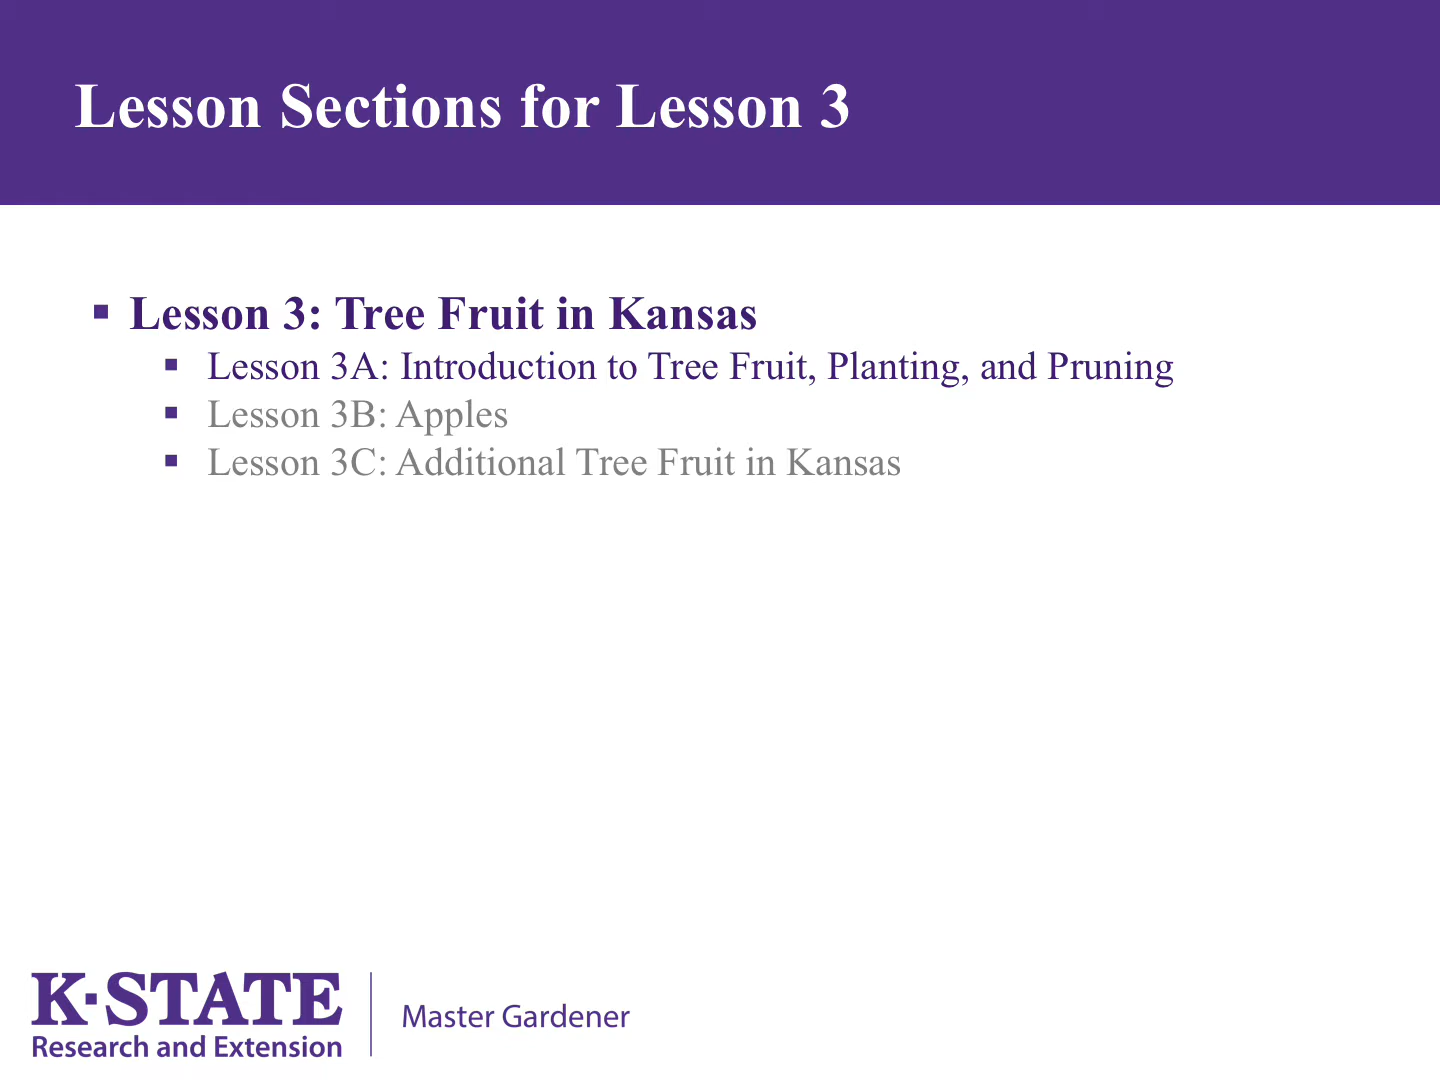 Lesson Sections for Lesson 3
Lesson 3: Tree Fruit in Kansas
Lesson 3A: Introduction to Tree Fruit, Planting, and Pruning
Lesson 3B: Apples
Lesson 3C: Additional Tree Fruit in Kansas
K·STATE
Research and Extension
Master Gardener